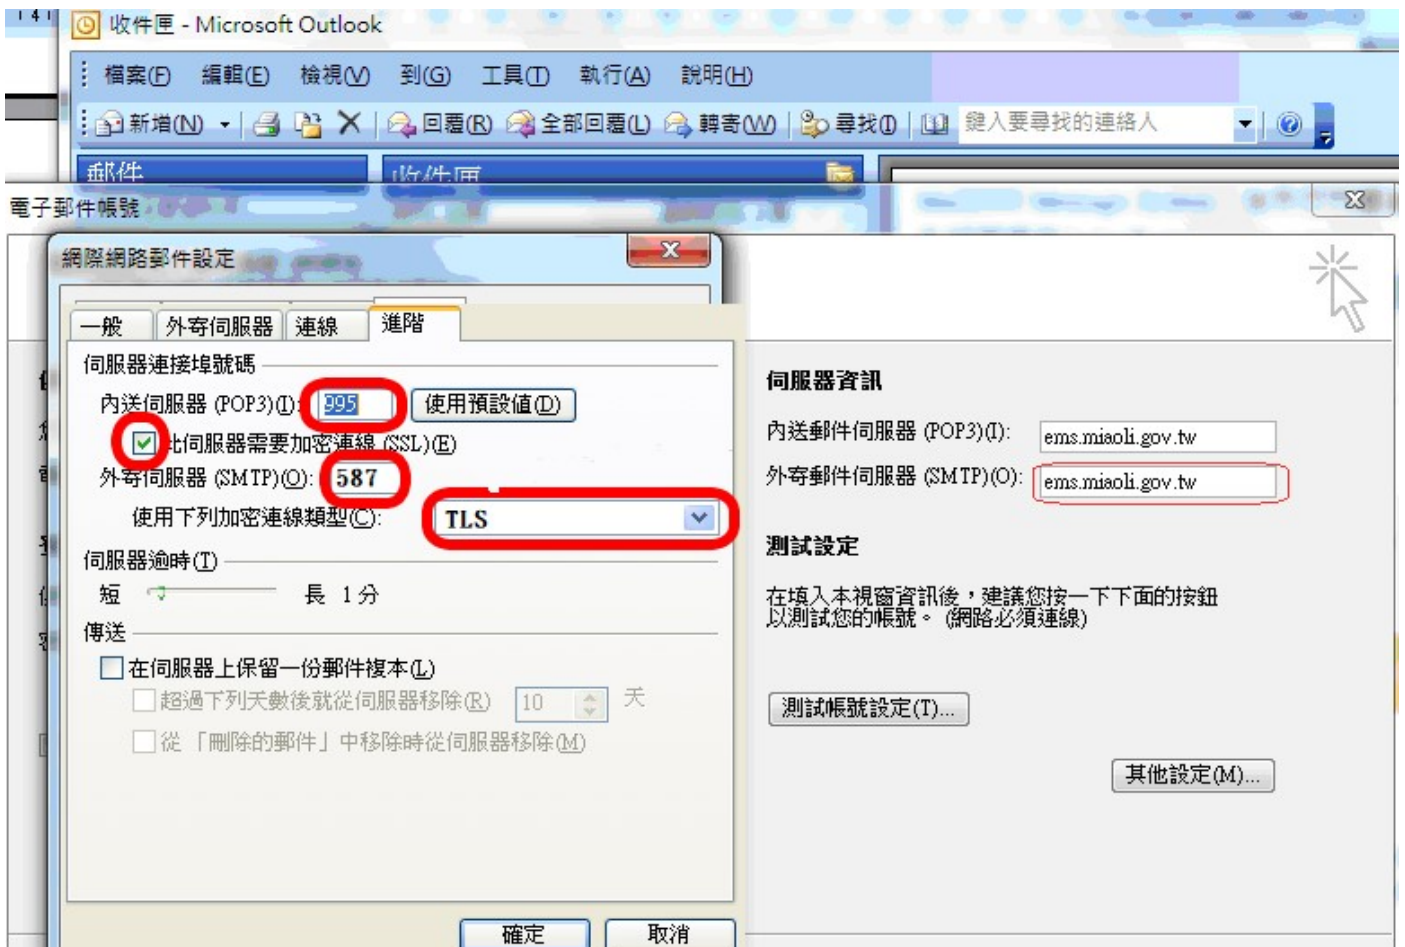 收件匣 - Microsoft Outlook
檔案(F) 編輯(E) 檢視(V) 到(G) 工具(T) 執行(A) 說明(H)
新增(N) 回覆(R) 全部回覆(L) 轉寄(W) 尋找(I) 鍵入要尋找的連絡人
郵件 收件匣
電子郵件帳號
網際網路郵件設定
一般 外寄伺服器 連線 進階
伺服器連接埠號碼
內送伺服器 (POP3)(I): 995 使用預設值(D)
此伺服器需要加密連線 (SSL)(E)
外寄伺服器 (SMTP)(O): 587
使用下列加密連線類型(C): TLS
伺服器逾時(T)
短 長 1 分
傳送
在伺服器上保留一份郵件複本(L)
超過下列天數後就從伺服器移除(R) 10 天
從「刪除的郵件」中移除時從伺服器移除(M)
確定 取消
伺服器資訊
內送郵件伺服器 (POP3)(I): ems.miaoli.gov.tw
外寄郵件伺服器 (SMTP)(O): ems.miaoli.gov.tw
測試設定
在填入本視窗資訊後，建議您按一下下面的按鈕
以測試您的帳號。 (網路必須連線)
測試帳號設定(T)...
其他設定(M)...